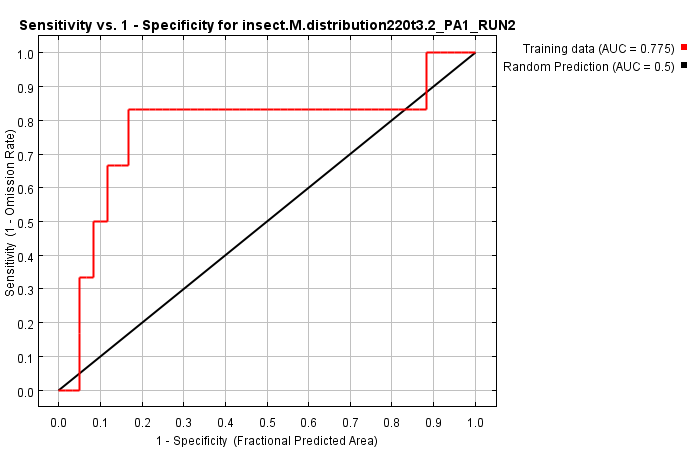 Sensitivity vs. 1 - Specificity for insect.M.distribution220t3.2_PA1_RUN2
Training data (AUC = 0.775)
Random Prediction (AUC = 0.5)
Sensitivity (1 - Omission Rate)
1.0
0.9
0.8
0.7
0.6
0.5
0.4
0.3
0.2
0.1
0.0
0.0 0.1 0.2 0.3 0.4 0.5 0.6 0.7 0.8 0.9 1.0
1 - Specificity (Fractional Predicted Area)